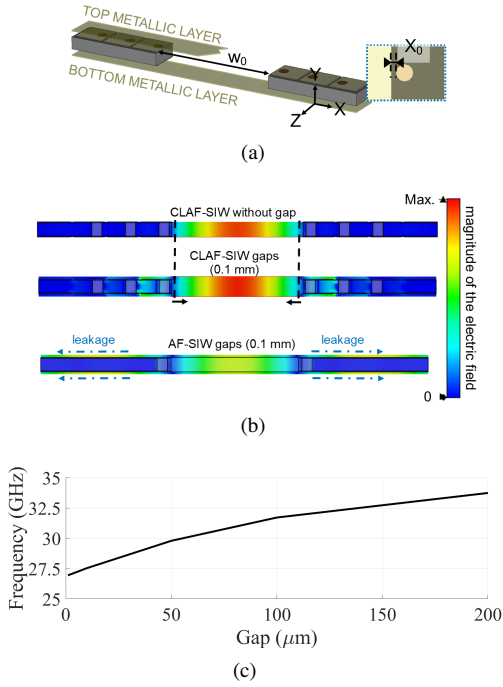 TOP METALLIC LAYER
W₀
X₀
BOTTOM METALLIC LAYER
Y
X
Z
(a)
Max.
CLAF-SIW without gap
CLAF-SIW gaps
(0.1 mm)
leakage
AF-SIW gaps (0.1 mm)
leakage
0
magnitude of the electric field
(b)
Frequency (GHz)
35
32.5
30
27.5
25
0
50
100
150
200
Gap (μm)
(c)